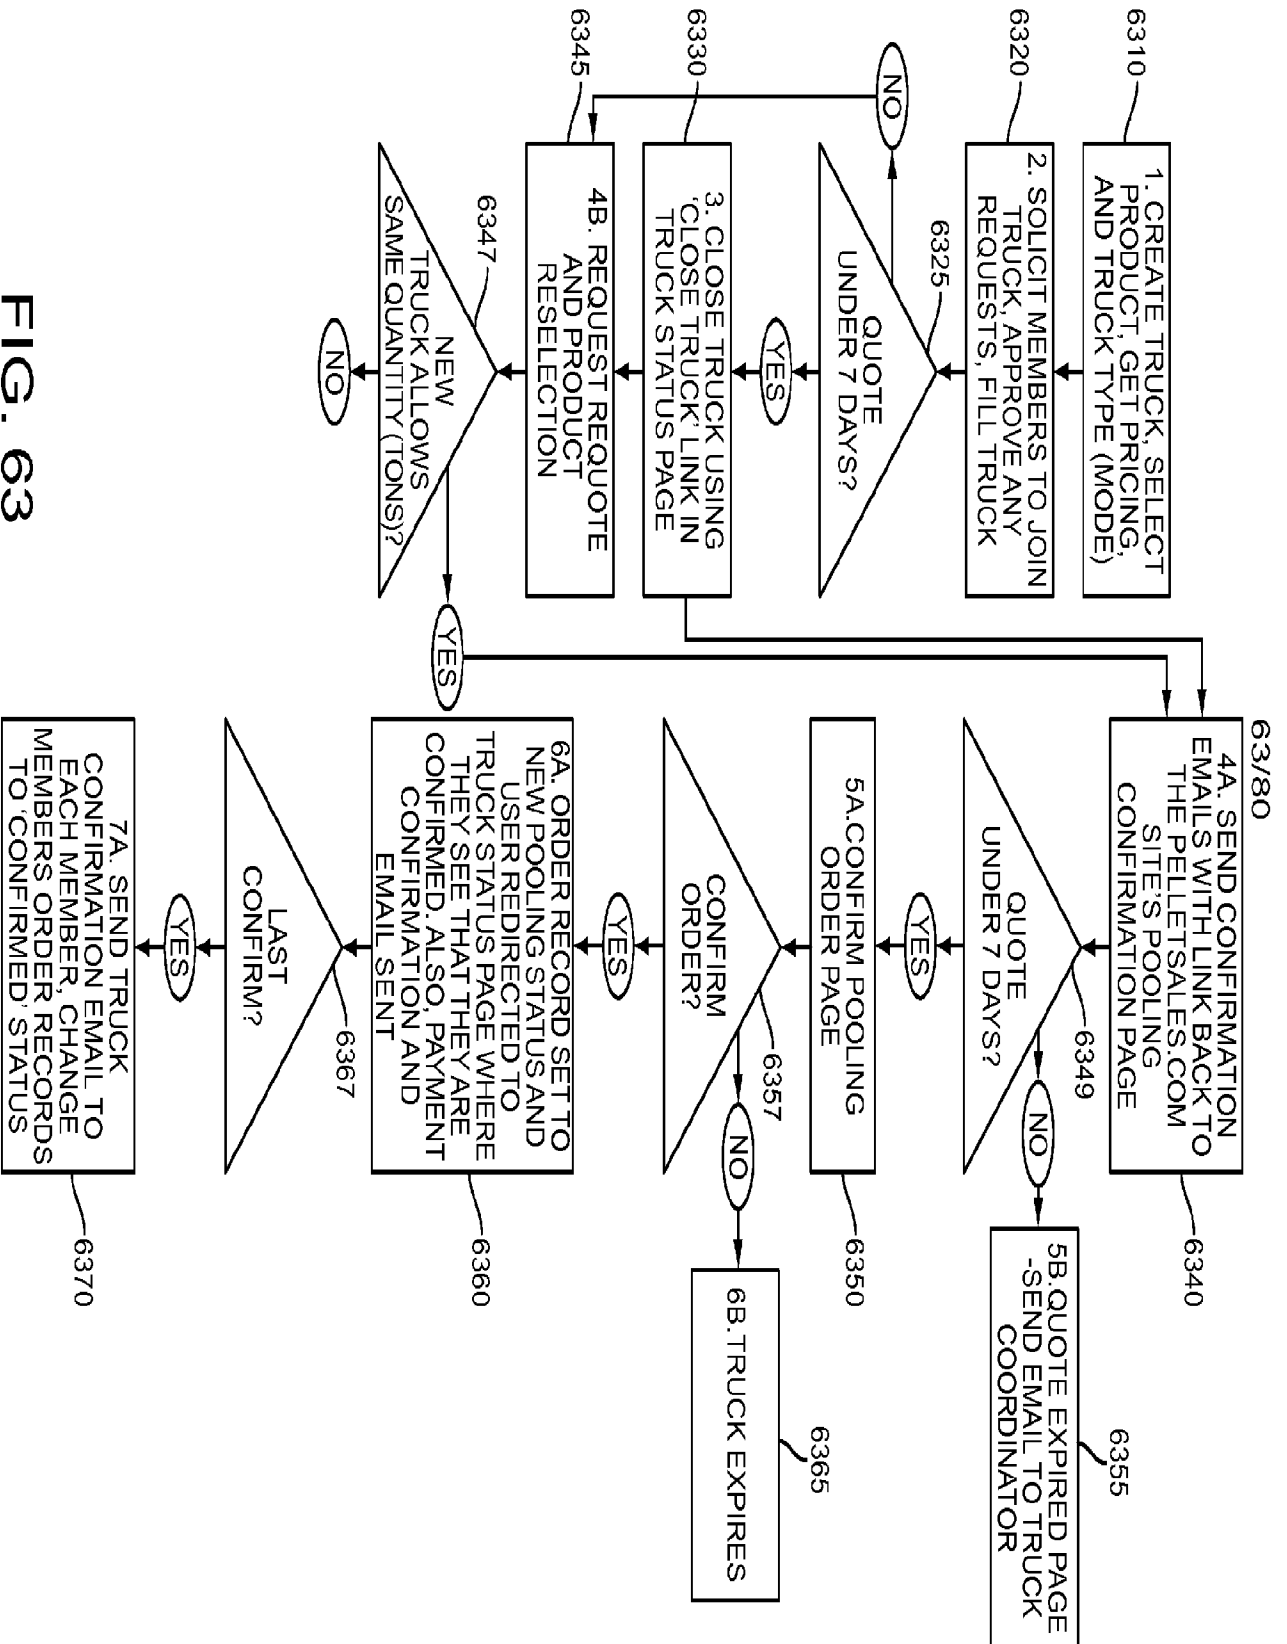 63/80
6310
1. CREATE TRUCK, SELECT
PRODUCT, GET PRICING,
AND TRUCK TYPE (MODE)
6320
2. SOLICIT MEMBERS TO JOIN
TRUCK, APPROVE ANY
REQUESTS, FILL TRUCK
6325
QUOTE
UNDER 7 DAYS?
NO
YES
6330
3. CLOSE TRUCK USING
'CLOSE TRUCK' LINK IN
TRUCK STATUS PAGE
6345
4B. REQUEST REQUOTE
AND PRODUCT
RESELECTION
6347
NEW
TRUCK ALLOWS
SAME QUANTITY (TONS)?
YES
NO
4A. SEND CONFIRMATION
EMAILS WITH LINK BACK TO
THE PELLETSALES.COM
SITE'S POOLING
CONFIRMATION PAGE
6340
QUOTE
UNDER 7 DAYS?
6349
NO
5B.QUOTE EXPIRED PAGE
-SEND EMAIL TO TRUCK
COORDINATOR
6355
YES
5A.CONFIRM POOLING
ORDER PAGE
6350
CONFIRM
ORDER?
6357
NO
6B.TRUCK EXPIRES
6365
YES
6A. ORDER RECORD SET TO
NEW POOLING STATUS AND
USER REDIRECTED TO
TRUCK STATUS PAGE WHERE
THEY SEE THAT THEY ARE
CONFIRMED. ALSO, PAYMENT
CONFIRMATION AND
EMAIL SENT
6360
LAST
CONFIRM?
6367
YES
7A. SEND TRUCK
CONFIRMATION EMAIL TO
EACH MEMBER, CHANGE
MEMBERS ORDER RECORDS
TO 'CONFIRMED' STATUS
6370
FIG. 63